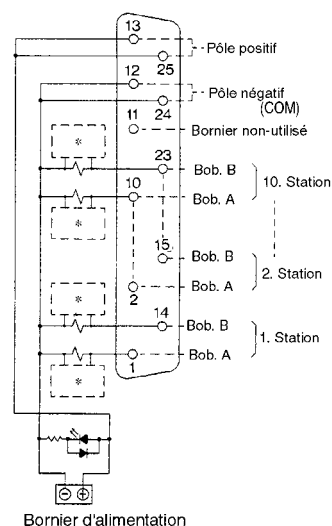 13
Pôle positif
25
12
Pôle négatif
24
(COM)
11
Bornier non-utilisé
23
*
Bob. B
10
10. Station
Bob. A
*
15
Bob. B
2. Station
Bob. A
2
*
14
Bob. B
1. Station
Bob. A
1
*
⊖ ⊕
Bornier d'alimentation